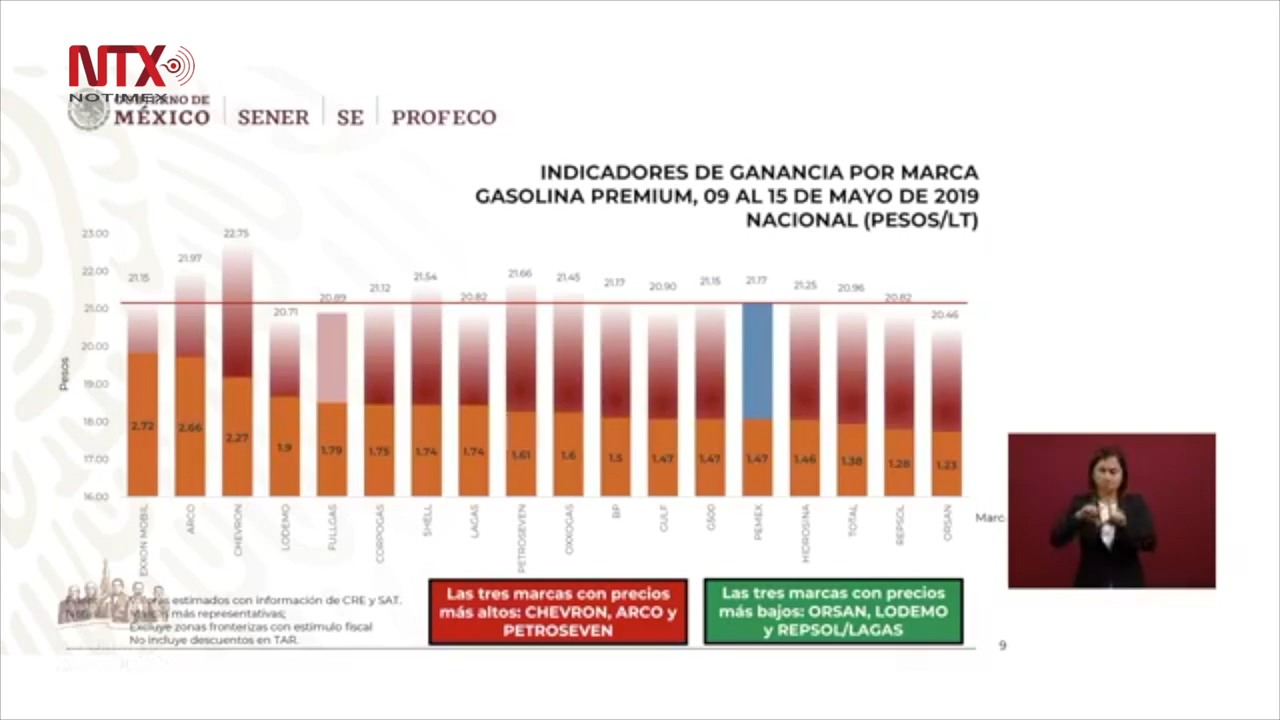 NTX
NOTIMEX
GOBIERNO DE
MÉXICO
SENER
SE
PROFECO
INDICADORES DE GANANCIA POR MARCA
GASOLINA PREMIUM, 09 AL 15 DE MAYO DE 2019
NACIONAL (PESOS/LT)
23.00
22.00
21.00
20.00
19.00
18.00
17.00
16.00
Pesos
21.15
21.97
22.75
20.71
20.89
21.12
21.54
20.82
21.66
21.45
21.17
20.90
21.15
21.17
21.25
20.96
20.82
20.46
2.72
2.66
2.27
1.9
1.79
1.75
1.74
1.74
1.61
1.6
1.5
1.47
1.47
1.47
1.46
1.38
1.28
1.23
EXXON MOBIL
ARCO
CHEVRON
LODEMO
FULLGAS
CORPOGAS
SHELL
LAGAS
PETROSEVEN
OXXOGAS
BP
GULF
G500
PEMEX
HIDROSINA
TOTAL
REPSOL
ORSAN
Marc
estimados con información de CRE y SAT.
más representativas;
Excluye zonas fronterizas con estímulo fiscal
No incluye descuentos en TAR.
Las tres marcas con precios
más altos: CHEVRON, ARCO y
PETROSEVEN
Las tres marcas con precios
más bajos: ORSAN, LODEMO
y REPSOL/LAGAS
9